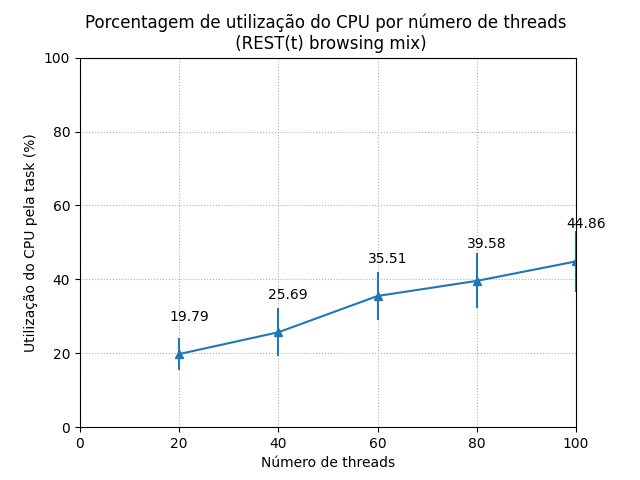 Porcentagem de utilização do CPU por número de threads
(REST(t) browsing mix)
100
80
60
40
20
0
Utilização do CPU pela task (%)
19.79
25.69
35.51
39.58
44.86
0 20 40 60 80 100
Número de threads